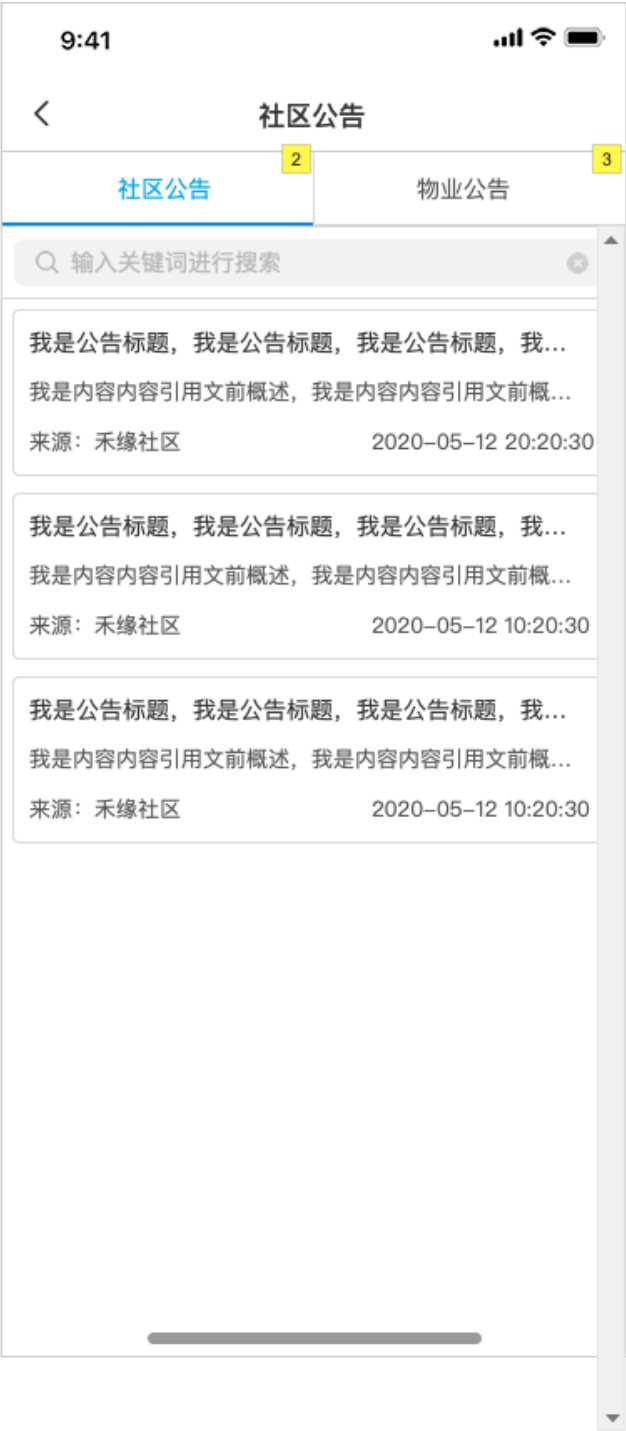 9:41
社区公告
2
3
社区公告
物业公告
输入关键词进行搜索
我是公告标题，我是公告标题，我是公告标题，我...
我是内容内容引用文前概述，我是内容内容引用文前概...
来源：禾缘社区 2020-05-12 20:20:30
我是公告标题，我是公告标题，我是公告标题，我...
我是内容内容引用文前概述，我是内容内容引用文前概...
来源：禾缘社区 2020-05-12 10:20:30
我是公告标题，我是公告标题，我是公告标题，我...
我是内容内容引用文前概述，我是内容内容引用文前概...
来源：禾缘社区 2020-05-12 10:20:30